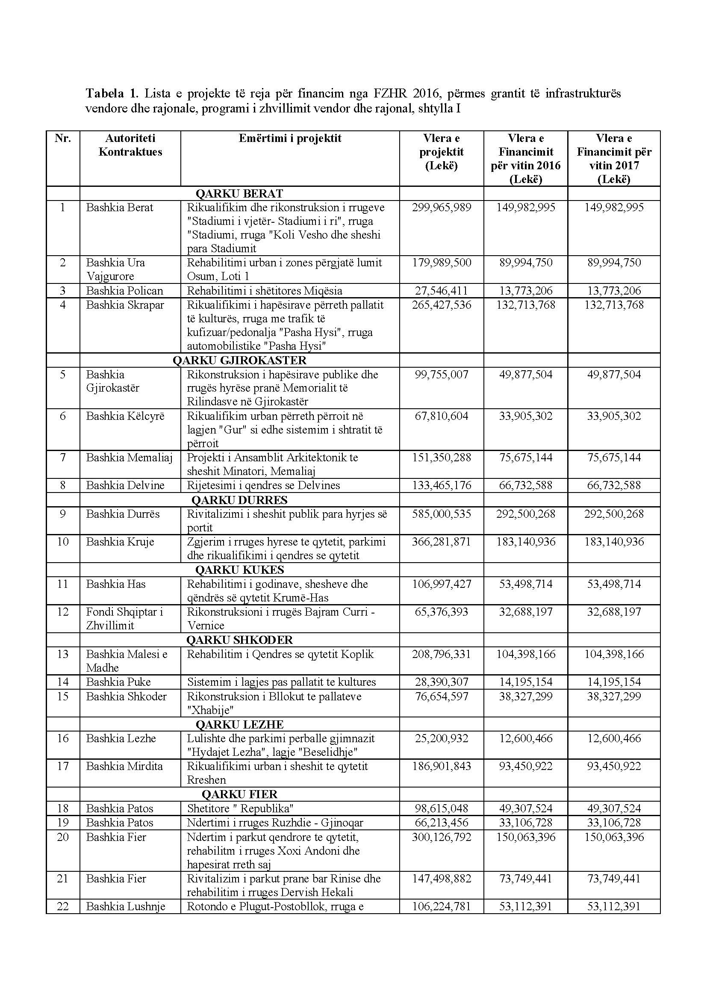 Tabela 1. Lista e projekte të reja për financim nga FZHR 2016, përmes grantit të infrastrukturës
vendore dhe rajonale, programi i zhvillimit vendor dhe rajonal, shtylla I
Nr.
Autoriteti
Kontraktues
Emërtimi i projektit
Vlera e
projektit
(Lekë)
Vlera e
Financimit
për vitin 2016
(Lekë)
Vlera e
Financimit për
vitin 2017
(Lekë)
QARKU BERAT
1 Bashkia Berat Rikualifikim dhe rikonstruksion i rrugeve 299,965,989 149,982,995 149,982,995
"Stadiumi i vjetër- Stadiumi i ri", rruga
"Stadiumi, rruga "Koli Vesho dhe sheshi
para Stadiumit
2 Bashkia Ura Rehabilitimi urban i zones përgjatë lumit 179,989,500 89,994,750 89,994,750
Vajgurore Osum, Loti 1
3 Bashkia Polican Rehabilitimi i shëtitores Miqësia 27,546,411 13,773,206 13,773,206
4 Bashkia Skrapar Rikualifikimi i hapësirave përreth pallatit 265,427,536 132,713,768 132,713,768
të kulturës, rruga me trafik të
kufizuar/pedonalja "Pasha Hysi", rruga
automobilistike "Pasha Hysi"
QARKU GJIROKASTER
5 Bashkia Rikonstruksion i hapësirave publike dhe 99,755,007 49,877,504 49,877,504
Gjirokastër rrugës hyrëse pranë Memorialit të
Rilindasve në Gjirokastër
6 Bashkia Këlcyrë Rikualifikim urban përreth përroit në 67,810,604 33,905,302 33,905,302
lagjen "Gur" si edhe sistemim i shtratit të
përroit
7 Bashkia Memaliaj Projekti i Ansamblit Arkitektonik te 151,350,288 75,675,144 75,675,144
sheshit Minatori, Memaliaj
8 Bashkia Delvine Rijetesimi i qendres se Delvines 133,465,176 66,732,588 66,732,588
QARKU DURRES
9 Bashkia Durrës Rivitalizimi i sheshit publik para hyrjes së 585,000,535 292,500,268 292,500,268
portit
10 Bashkia Kruje Zgjerim i rruges hyrese te qytetit, parkimi 366,281,871 183,140,936 183,140,936
dhe rikualifikimi i qendres se qytetit
QARKU KUKES
11 Bashkia Has Rehabilitimi i godinave, shesheve dhe 106,997,427 53,498,714 53,498,714
qëndrës së qytetit Krumë-Has
12 Fondi Shqiptar i Rikonstruksioni i rrugës Bajram Curri - 65,376,393 32,688,197 32,688,197
Zhvillimit Vernice
QARKU SHKODER
13 Bashkia Malesi e Rehabilitim i Qendres se qytetit Koplik 208,796,331 104,398,166 104,398,166
Madhe
14 Bashkia Puke Sistemim i lagjes pas pallatit te kultures 28,390,307 14,195,154 14,195,154
15 Bashkia Shkoder Rikonstruksion i Bllokut te pallateve 76,654,597 38,327,299 38,327,299
"Xhabije"
QARKU LEZHE
16 Bashkia Lezhe Lulishte dhe parkimi perballe gjimnazit 25,200,932 12,600,466 12,600,466
"Hydajet Lezha", lagje "Beselidhje"
17 Bashkia Mirdita Rikualifikimi urban i sheshit te qytetit 186,901,843 93,450,922 93,450,922
Rreshen
QARKU FIER
18 Bashkia Patos Shetitore " Republika" 98,615,048 49,307,524 49,307,524
19 Bashkia Patos Ndertimi i rruges Ruzhdie - Gjinoqar 66,213,456 33,106,728 33,106,728
20 Bashkia Fier Ndertim i parkut qendrore te qytetit, 300,126,792 150,063,396 150,063,396
rehabilitm i rruges Xoxi Andoni dhe
hapesirat rreth saj
21 Bashkia Fier Rivitalizim i parkut prane bar Rinise dhe 147,498,882 73,749,441 73,749,441
rehabilitim i rruges Dervish Hekali
22 Bashkia Lushnje Rotondo e Plugut-Postobllok, rruga e 106,224,781 53,112,391 53,112,391